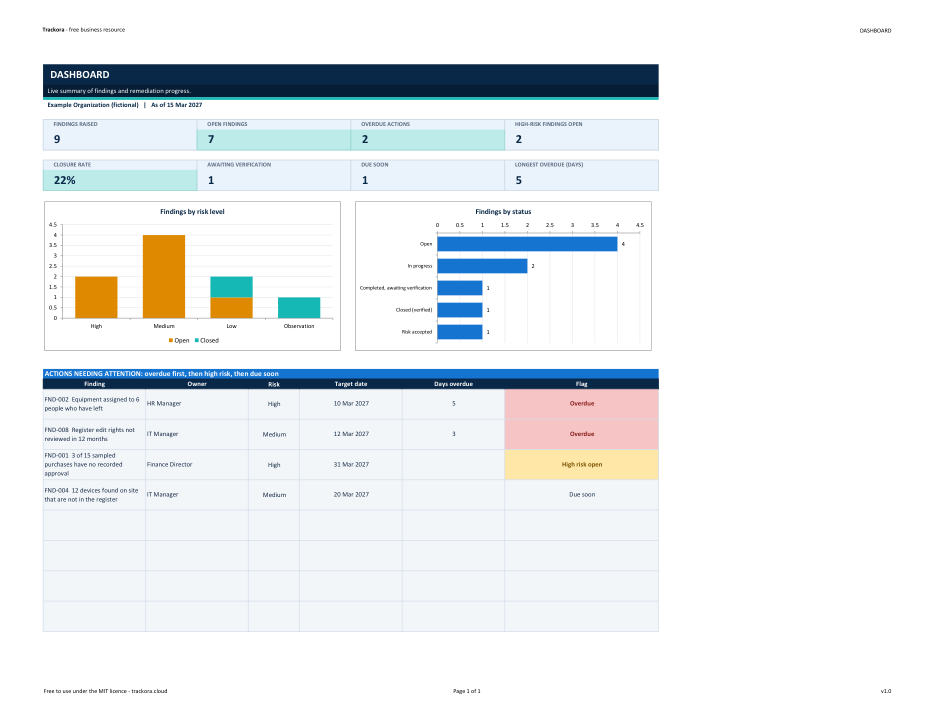 Trackora - free business resource
DASHBOARD
DASHBOARD
Live summary of findings and remediation progress.
Example Organization (fictional) | As of 15 Mar 2027
FINDINGS RAISED OPEN FINDINGS OVERDUE ACTIONS HIGH-RISK FINDINGS OPEN
9 7 2 2
CLOSURE RATE AWAITING VERIFICATION DUE SOON LONGEST OVERDUE (DAYS)
22% 1 1 5
Findings by risk level
4.5
4
3.5
3
2.5
2
1.5
1
0.5
0
High Medium Low Observation
Open Closed
Findings by status
0 0.5 1 1.5 2 2.5 3 3.5 4 4.5
Open 4
In progress 2
Completed, awaiting verification 1
Closed (verified) 1
Risk accepted 1
ACTIONS NEEDING ATTENTION: overdue first, then high risk, then due soon
Finding Owner Risk Target date Days overdue Flag
FND-002 Equipment assigned to 6
people who have left
HR Manager High 10 Mar 2027 5 Overdue
FND-008 Register edit rights not
reviewed in 12 months
IT Manager Medium 12 Mar 2027 3 Overdue
FND-001 3 of 15 sampled
purchases have no recorded
approval
Finance Director High 31 Mar 2027 High risk open
FND-004 12 devices found on site
that are not in the register
IT Manager Medium 20 Mar 2027 Due soon
Free to use under the MIT licence - trackora.cloud
Page 1 of 1
v1.0